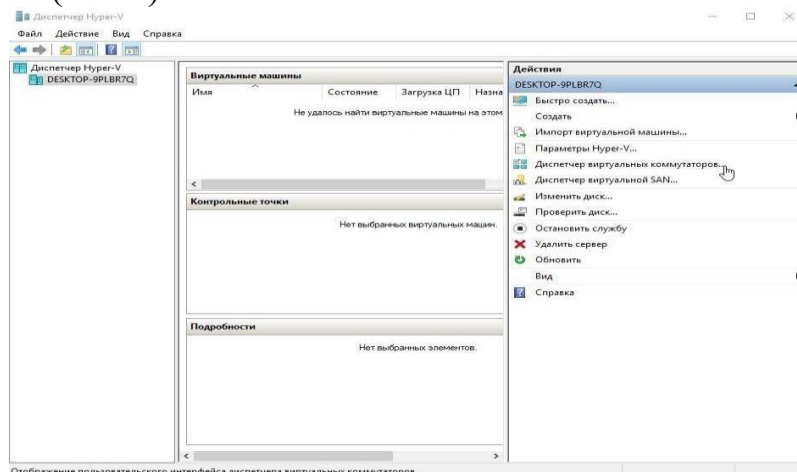 Диспетчер Hyper-V
Файл Действие Вид Справка
Диспетчер Hyper-V
DESKTOP-9PLBR7Q
Виртуальные машины
Имя Состояние Загрузка ЦП Назна
Не удалось найти виртуальные машины на этом
Контрольные точки
Нет выбранных виртуальных машин.
Подробности
Нет выбранных элементов.
Действия
DESKTOP-9PLBR7Q
Быстро создать...
Создать
Импорт виртуальной машины...
Параметры Hyper-V...
Диспетчер виртуальных коммутаторов...
Диспетчер виртуальной SAN...
Изменить диск...
Проверить диск...
Остановить службу
Удалить сервер
Обновить
Вид
Справка
Отображение пользовательского интерфейса диспетчера виртуальных коммутаторов.